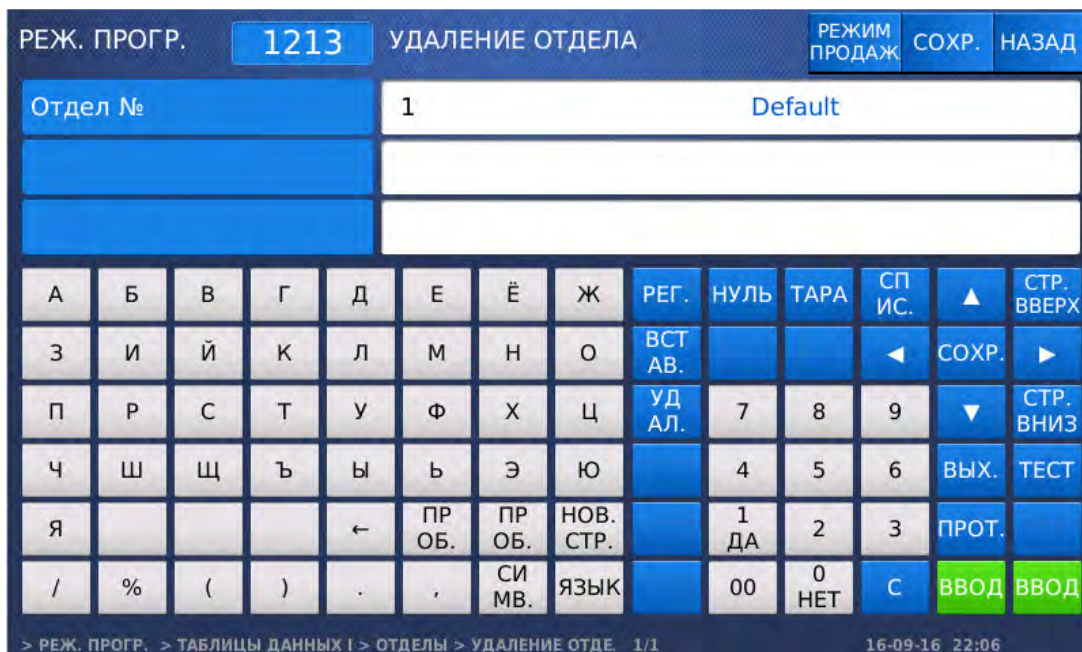 РЕЖ. ПРОГР. 1213 УДАЛЕНИЕ ОТДЕЛА РЕЖИМ ПРОДАЖ СОХР. НАЗАД
Отдел № 1 Default
А Б В Г Д Е Ё Ж РЕГ. НУЛЬ ТАРА СП ИС. ▲ СТР. ВВЕРХ
З И Й К Л М Н О ВСТ АВ. ◀ СОХР. ▶
П Р С Т У Ф Х Ц УД АЛ. 7 8 9 ▼ СТР. ВНИЗ
Ч Ш Щ Ъ Ы Ь Э Ю 4 5 6 ВЫХ. ТЕСТ
Я ← ПР ОБ. ПР ОБ. НОВ. СТР. 1 ДА 2 3 ПРОТ.
/ % ( ) . , СИ МВ. ЯЗЫК 00 0 НЕТ С ВВОД ВВОД
> РЕЖ. ПРОГР. > ТАБЛИЦЫ ДАННЫХ I > ОТДЕЛЫ > УДАЛЕНИЕ ОТДЕ. 1/1 16-09-16 22:06